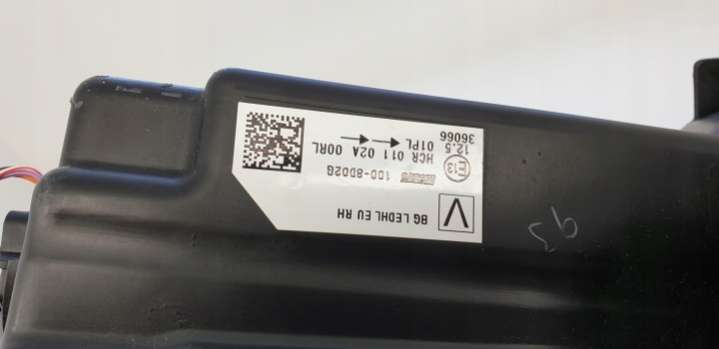 BG LEDHL EU RH
100-8D02G
E13 HCR 011 02A 00RL
12.5 01PL
36066